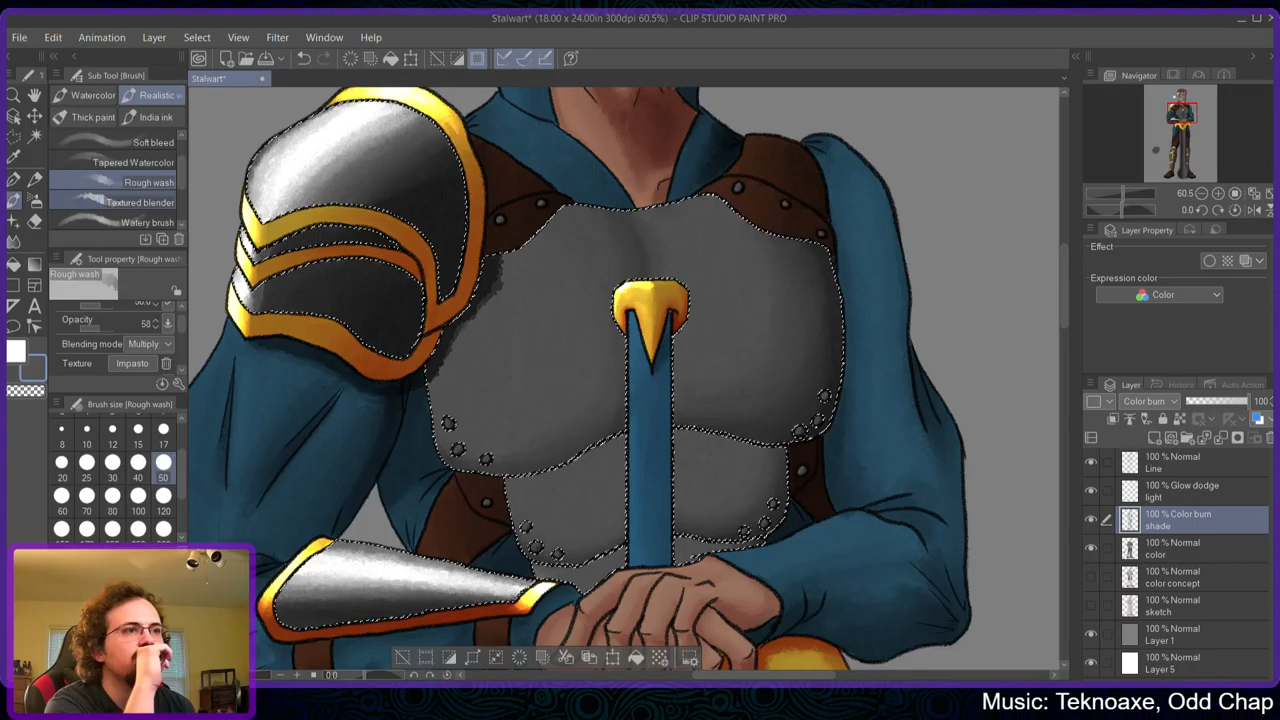 Stalwart* (18.00 x 24.00in 300dpi 60.5%) - CLIP STUDIO PAINT PRO
File Edit Animation Layer Select View Filter Window Help
Sub Tool [Brush]
Stalwart*
Navigator
Watercolor Realistic w
Thick paint India ink
Soft bleed
Tapered Watercolor
Rough wash
Textured blender
Watery brush
60.5
0.0
Layer Property
Tool property [Rough wash
Rough wash
Effect
Expression color
Color
Opacity 58
Blending mode Multiply
Texture Impasto
Brush size [Rough wash]
8 10 12 15 17
20 25 30 40 50
60 70 80 100 120
Layer History Auto Action
Color burn 100
100 % Normal
Line
100 % Glow dodge
light
100 % Color burn
shade
100 % Normal
color
100 % Normal
color concept
100 % Normal
sketch
100 % Normal
Layer 1
100 % Normal
Layer 5
Music: Teknoaxe, Odd Chap